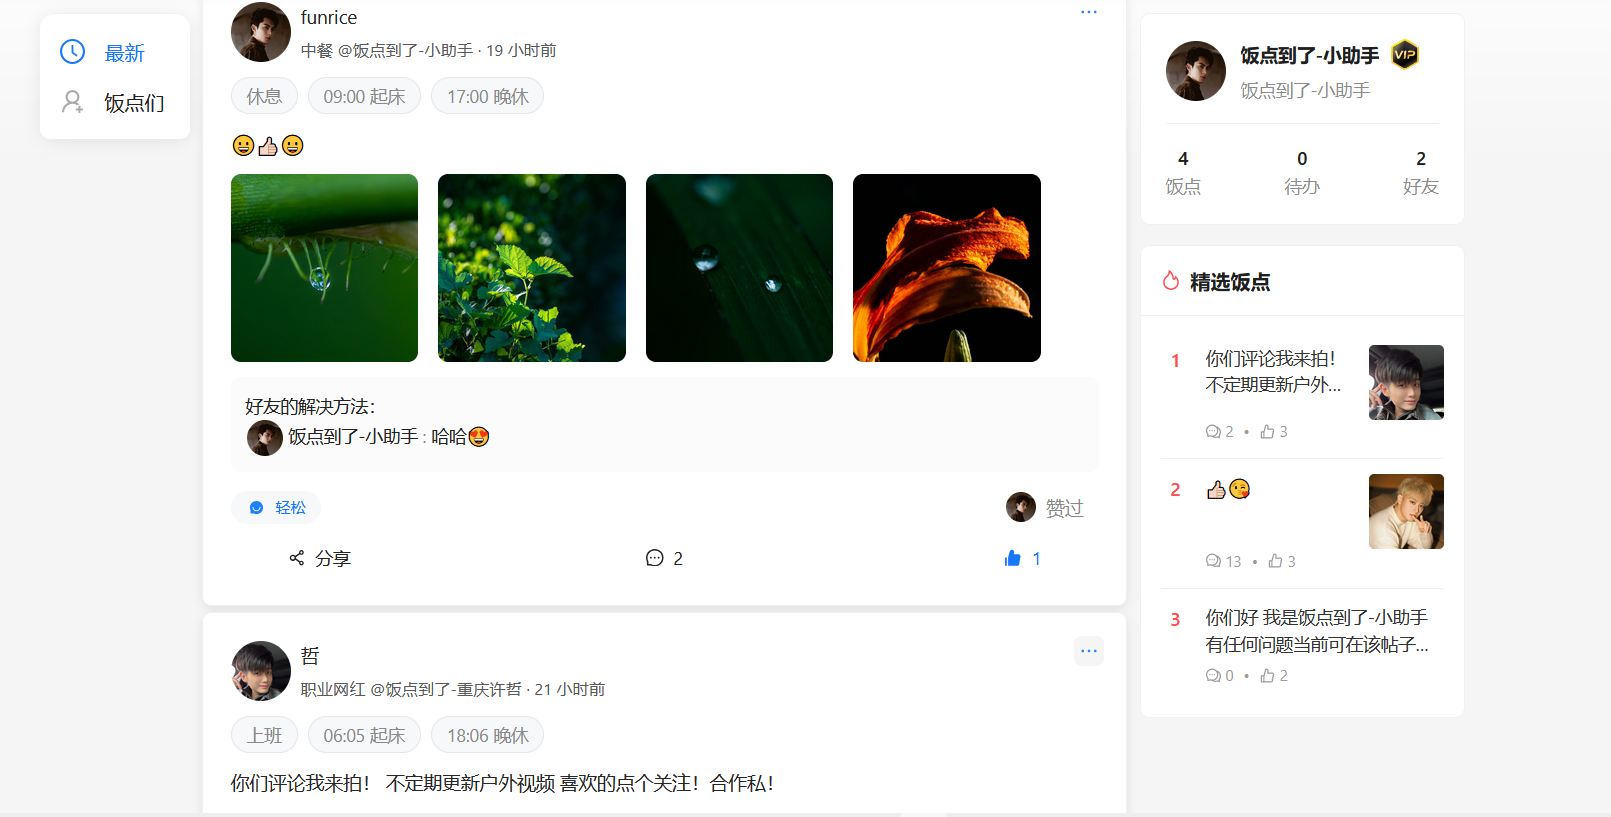 最新
饭点们
funrice
中餐 @饭点到了-小助手 · 19 小时前
休息
09:00 起床
17:00 晚休
😀👍🏻😀
好友的解决方法：
饭点到了-小助手 : 哈哈😍
轻松
赞过
分享
2
1
哲
职业网红 @饭点到了-重庆许哲 · 21 小时前
上班
06:05 起床
18:06 晚休
你们评论我来拍！ 不定期更新户外视频 喜欢的点个关注！合作私！
饭点到了-小助手 VIP
饭点到了-小助手
4
饭点
0
待办
2
好友
精选饭点
1
你们评论我来拍！
不定期更新户外...
2 • 3
2
👍🏻😘
13 • 3
3
你们好 我是饭点到了-小助手
有任何问题当前可在该帖子...
0 • 2